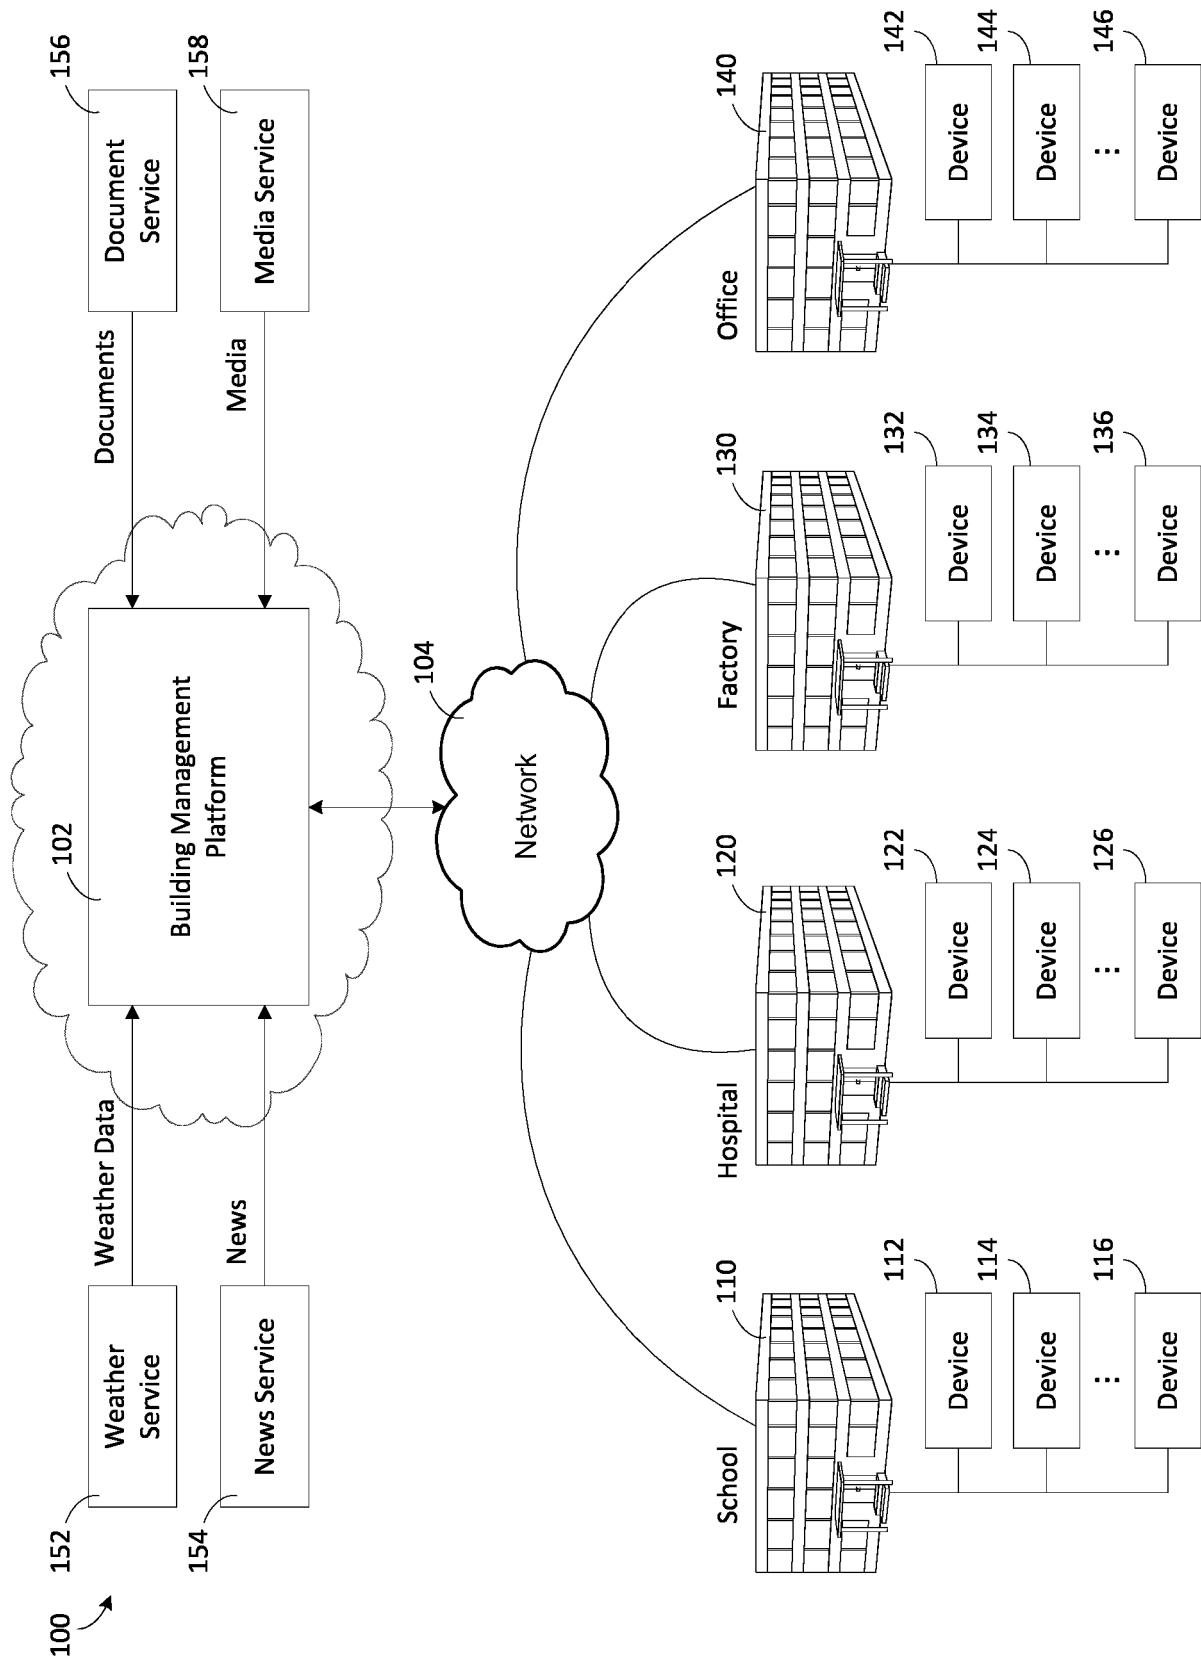 100
152
Weather
Service
Weather Data
154
News Service
News
102
Building Management
Platform
Documents
Document
Service
156
Media
Media Service
158
104
Network
School
110
Hospital
120
Factory
130
Office
140
Device
112
Device
114
...
Device
116
Device
122
Device
124
...
Device
126
Device
132
Device
134
...
Device
136
Device
142
Device
144
...
Device
146